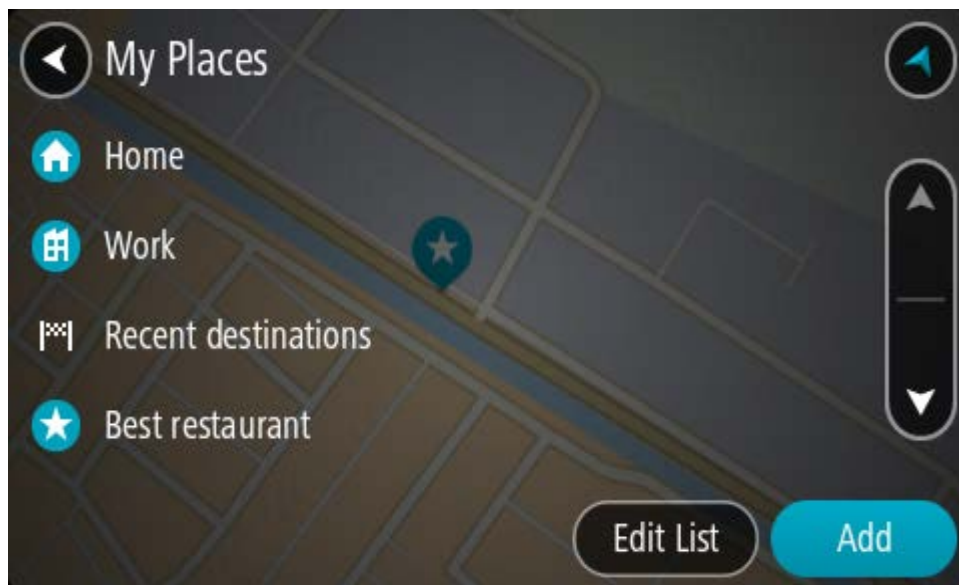 My Places
Home
Work
Recent destinations
Best restaurant
Edit List
Add